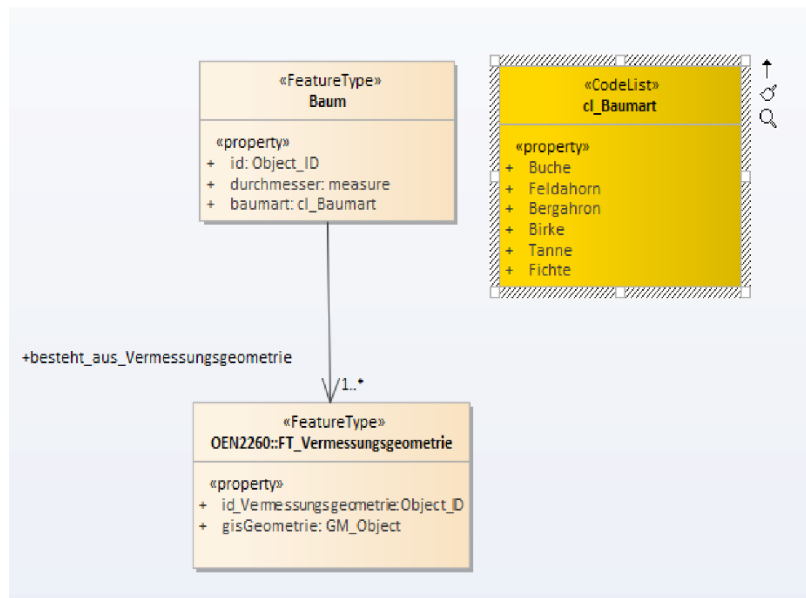 «FeatureType»
Baum
«property»
+ id: Object_ID
+ durchmesser: measure
+ baumart: cl_Baumart
«CodeList»
cl_Baumart
«property»
+ Buche
+ Feldahorn
+ Bergahron
+ Birke
+ Tanne
+ Fichte
+besteht_aus_Vermessungsgeometrie
1..*
«FeatureType»
OEN2260::FT_Vermessungsgeometrie
«property»
+ id_Vermessungsgeometrie:Object_ID
+ gisGeometrie: GM_Object